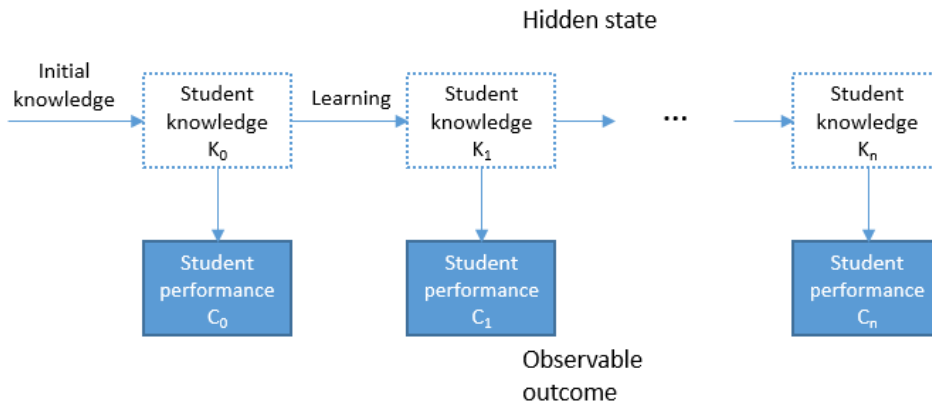 Hidden state
Initial
knowledge
Student
knowledge
K₀
Learning
Student
knowledge
K₁
...
Student
knowledge
Kₙ
Student
performance
C₀
Student
performance
C₁
Student
performance
Cₙ
Observable
outcome